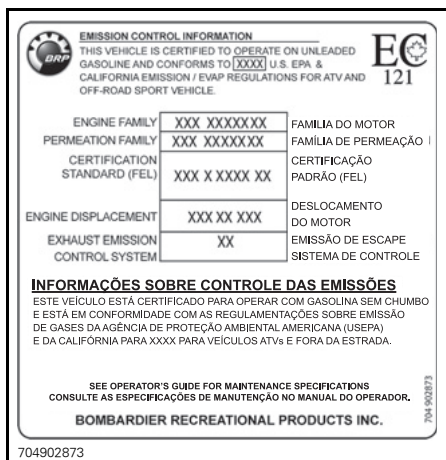 BRP
EMISSION CONTROL INFORMATION
THIS VEHICLE IS CERTIFIED TO OPERATE ON UNLEADED
GASOLINE AND CONFORMS TO XXXX U.S. EPA &
CALIFORNIA EMISSION / EVAP REGULATIONS FOR ATV AND
OFF-ROAD SPORT VEHICLE.
EC
121
ENGINE FAMILY XXX XXXXXXX FAMILIA DO MOTOR
PERMEATION FAMILY XXX XXXXXXX FAMÍLIA DE PERMEAÇÃO
CERTIFICATION CERTIFICAÇÃO
STANDARD (FEL) XXX X XXXX XX PADRÃO (FEL)
ENGINE DISPLACEMENT XXX XX XXX DESLOCAMENTO
DO MOTOR
EXHAUST EMISSION XX EMISSÃO DE ESCAPE
CONTROL SYSTEM SISTEMA DE CONTROLE
INFORMAÇÕES SOBRE CONTROLE DAS EMISSÕES
ESTE VEÍCULO ESTÁ CERTIFICADO PARA OPERAR COM GASOLINA SEM CHUMBO
E ESTÁ EM CONFORMIDADE COM AS REGULAMENTAÇÕES SOBRE EMISSÃO
DE GASES DA AGÊNCIA DE PROTEÇÃO AMBIENTAL AMERICANA (USEPA)
E DA CALIFÓRNIA PARA XXXX PARA VEÍCULOS ATVs E FORA DA ESTRADA.
SEE OPERATOR'S GUIDE FOR MAINTENANCE SPECIFICATIONS
CONSULTE AS ESPECIFICAÇÕES DE MANUTENÇÃO NO MANUAL DO OPERADOR.
BOMBARDIER RECREATIONAL PRODUCTS INC.
704 902873
704902873